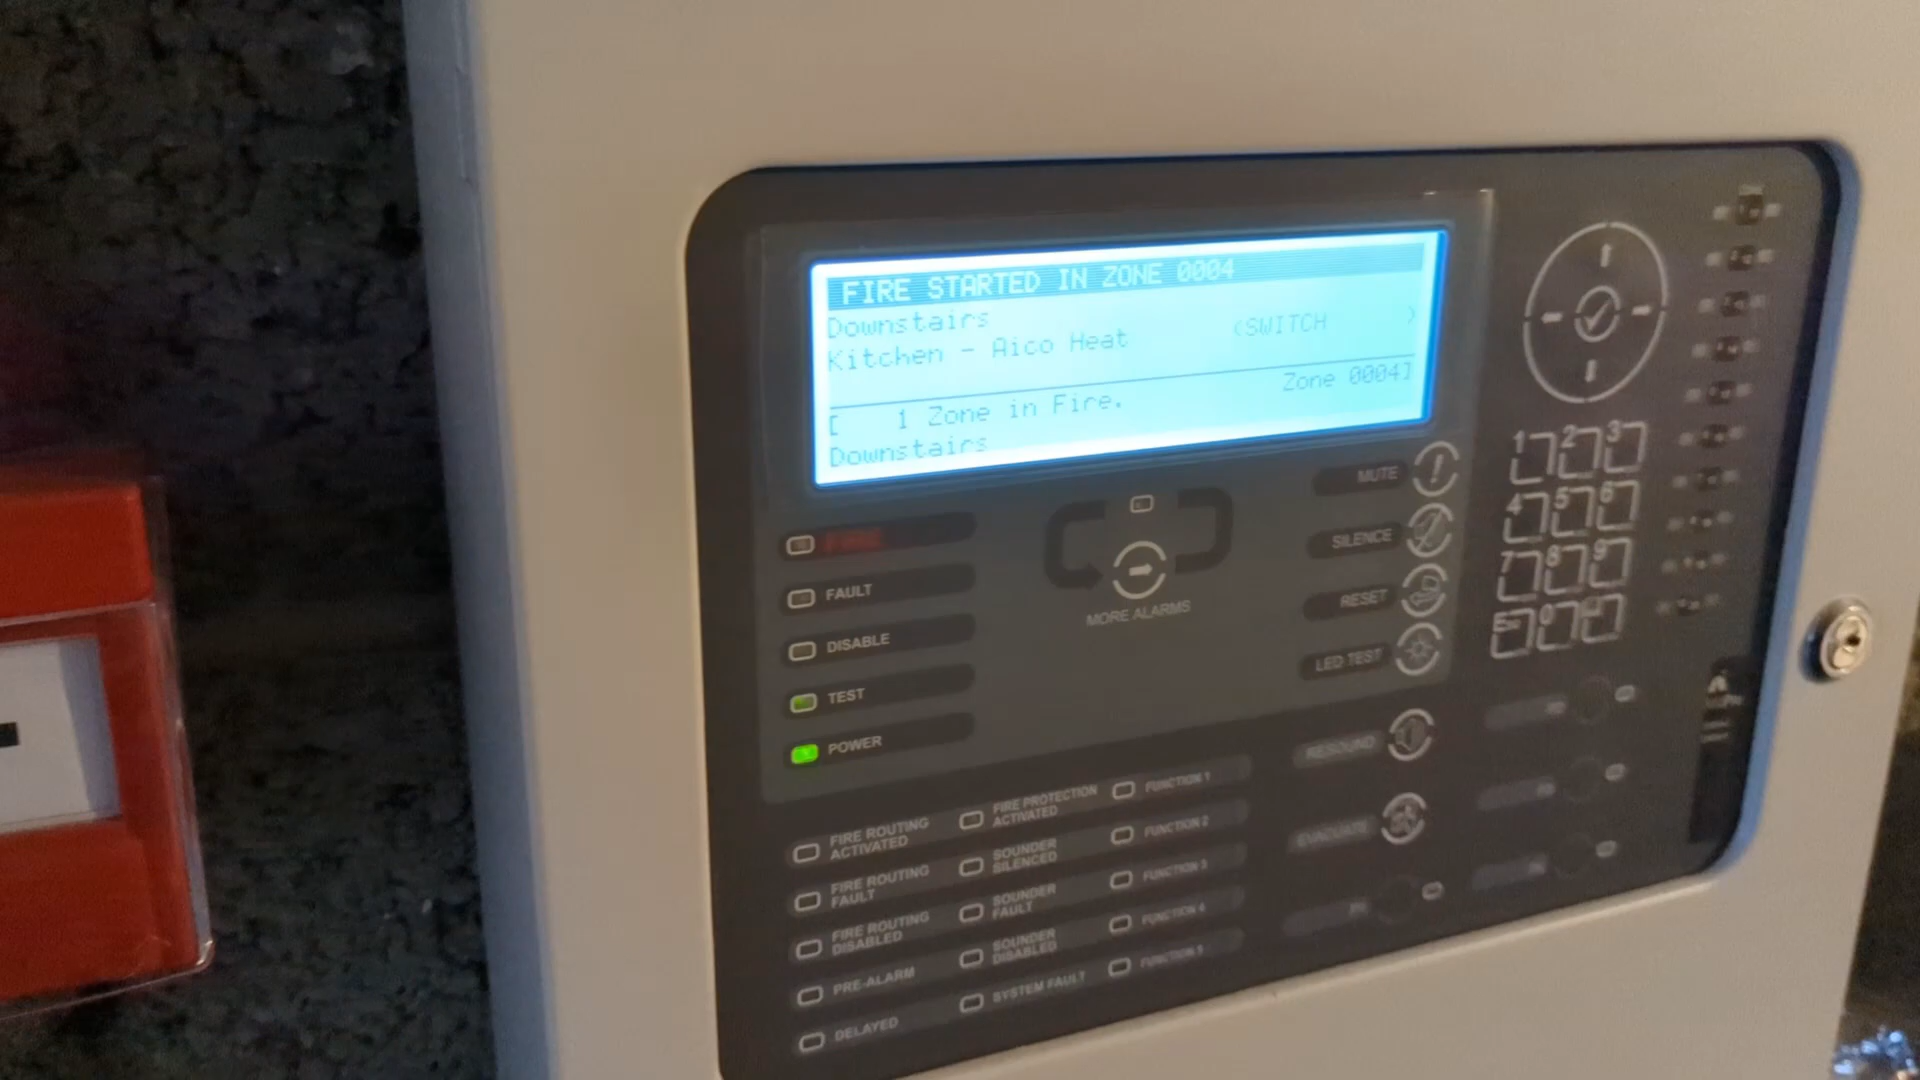 FIRE STARTED IN ZONE 0004
Downstairs
Kitchen - Aico Heat (SWITCH )
Zone 0004]
[ 1 Zone in Fire.
Downstairs
FIRE
FAULT
DISABLE
TEST
POWER
MORE ALARMS
MUTE
SILENCE
RESET
LED TEST
RESOUND
EVACUATE
1 2 3
4 5 6
7 8 9
Esc 0
FIRE ROUTING
ACTIVATED
FIRE ROUTING
FAULT
FIRE ROUTING
DISABLED
PRE-ALARM
DELAYED
FIRE PROTECTION
ACTIVATED
SOUNDER
SILENCED
SOUNDER
FAULT
SOUNDER
DISABLED
SYSTEM FAULT
FUNCTION 1
FUNCTION 2
FUNCTION 3
FUNCTION 4
FUNCTION 5